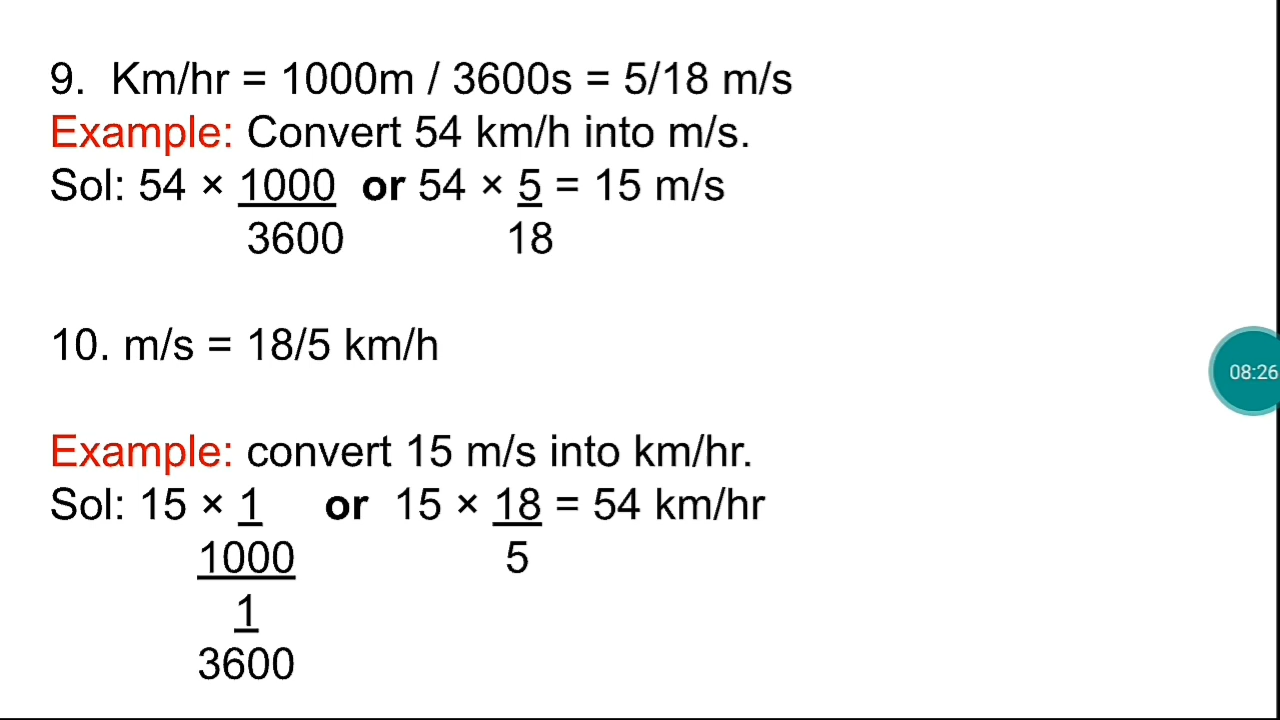 9. Km/hr = 1000m / 3600s = 5/18 m/s
Example: Convert 54 km/h into m/s.
Sol: 54 × 1000 or 54 × 5 = 15 m/s
3600 18
10. m/s = 18/5 km/h
Example: convert 15 m/s into km/hr.
Sol: 15 × 1 or 15 × 18 = 54 km/hr
1000 5
1
3600
08:26